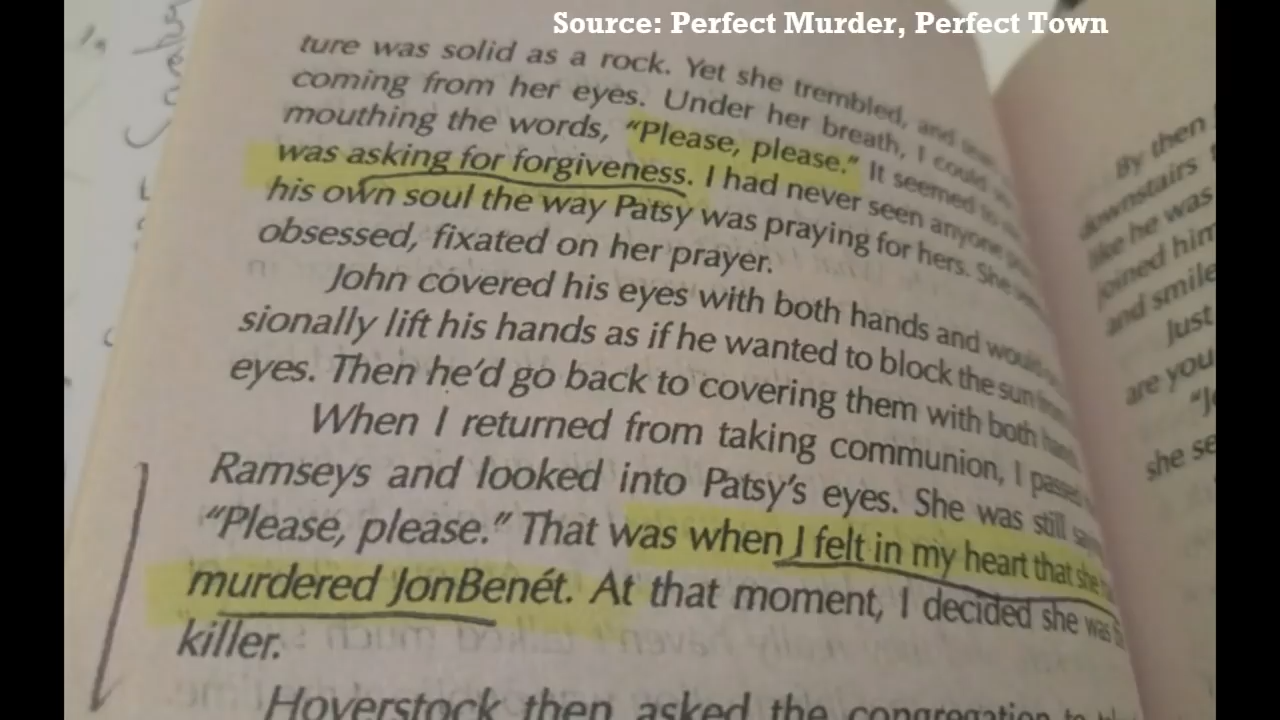 Source: Perfect Murder, Perfect Town
ture was solid as a rock. Yet she trembled, and
coming from her eyes. Under her breath, I could
mouthing the words, “Please, please.” It seemed
was asking for forgiveness. I had never seen anyone
his own soul the way Patsy was praying for hers. She
obsessed, fixated on her prayer.
John covered his eyes with both hands and would
sionally lift his hands as if he wanted to block the sun from
eyes. Then he’d go back to covering them with both hands
When I returned from taking communion, I passed
Ramseys and looked into Patsy’s eyes. She was still
“Please, please.” That was when I felt in my heart that she
murdered JonBenét. At that moment, I decided she was
killer.
Hoverstock then asked the congregation to
By then
downstairs
like he was
joined him
and smile
Just
are you
“J
she se